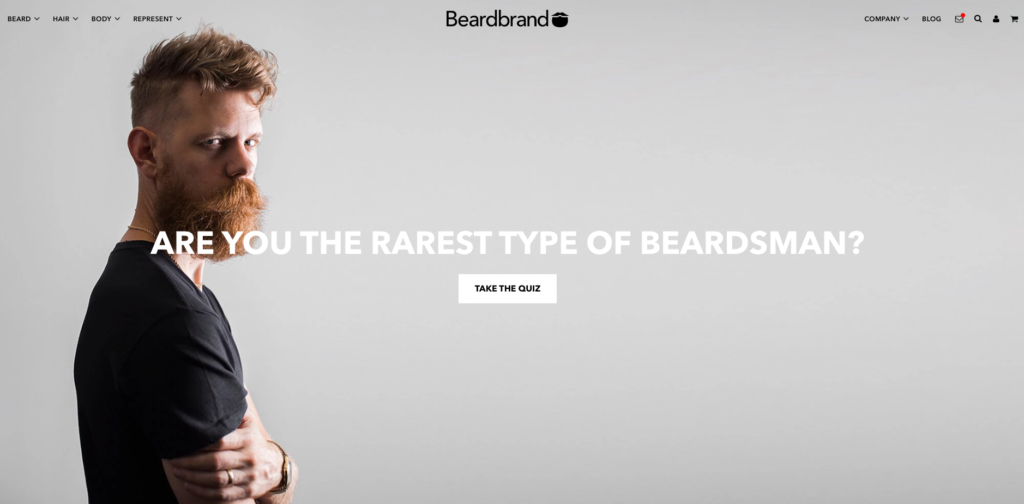 BEARD
HAIR
BODY
REPRESENT
Beardbrand
COMPANY
BLOG
ARE YOU THE RAREST TYPE OF BEARDSMAN?
TAKE THE QUIZ